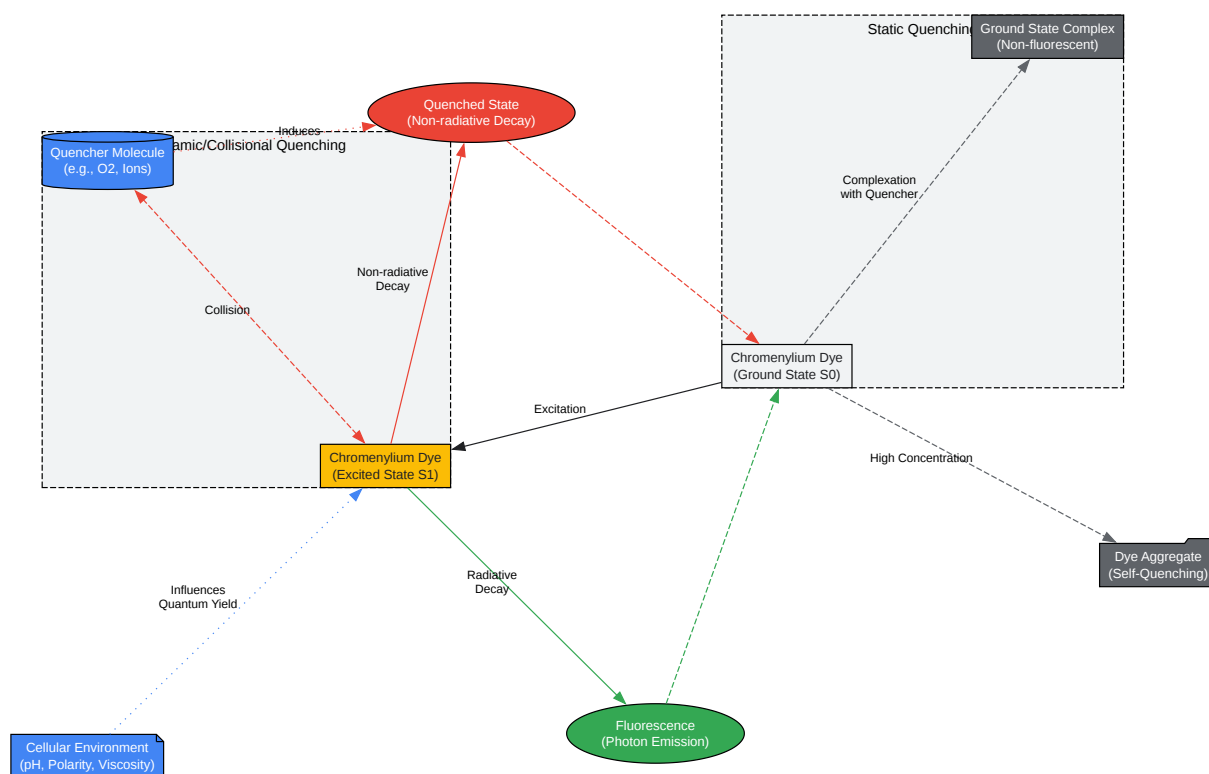 Static Quenching
Ground State Complex
(Non-fluorescent)
Quenched State
(Non-radiative Decay)
Induces
amic/Collisional Quenching
Quencher Molecule
(e.g., O2, Ions)
Complexation
with Quencher
Non-radiative
Decay
Collision
Chromenylium Dye
(Ground State S0)
Excitation
Chromenylium Dye
(Excited State S1)
High Concentration
Dye Aggregate
(Self-Quenching)
Radiative
Decay
Influences
Quantum Yield
Fluorescence
(Photon Emission)
Cellular Environment
(pH, Polarity, Viscosity)